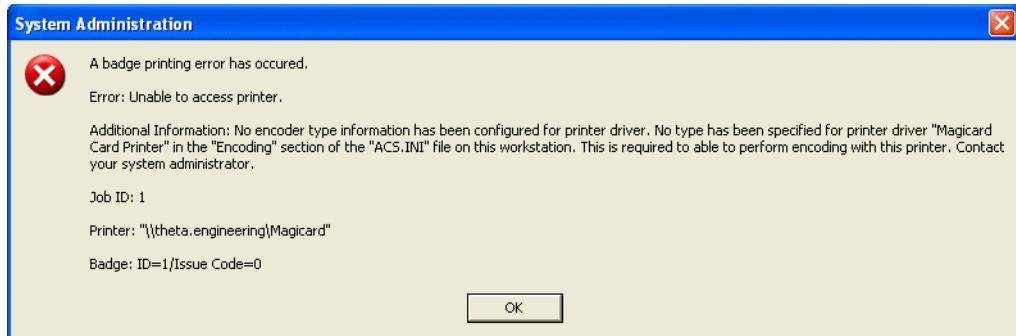 System Administration
A badge printing error has occured.
Error: Unable to access printer.
Additional Information: No encoder type information has been configured for printer driver. No type has been specified for printer driver "Magicard
Card Printer" in the "Encoding" section of the "ACS.INI" file on this workstation. This is required to able to perform encoding with this printer. Contact
your system administrator.
Job ID: 1
Printer: "\\theta.engineering\Magicard"
Badge: ID=1/Issue Code=0
OK